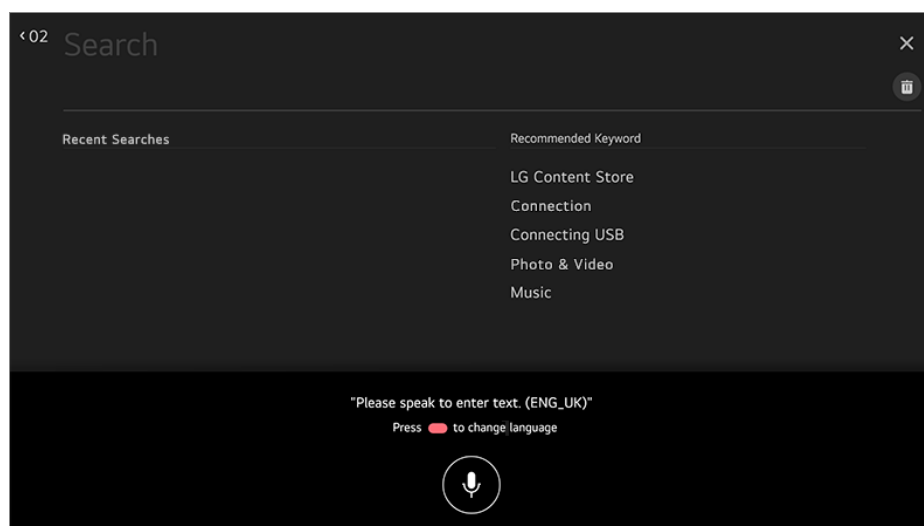 ‹ 02
Search
Recent Searches
Recommended Keyword
LG Content Store
Connection
Connecting USB
Photo & Video
Music
"Please speak to enter text. (ENG_UK)"
Press to change language